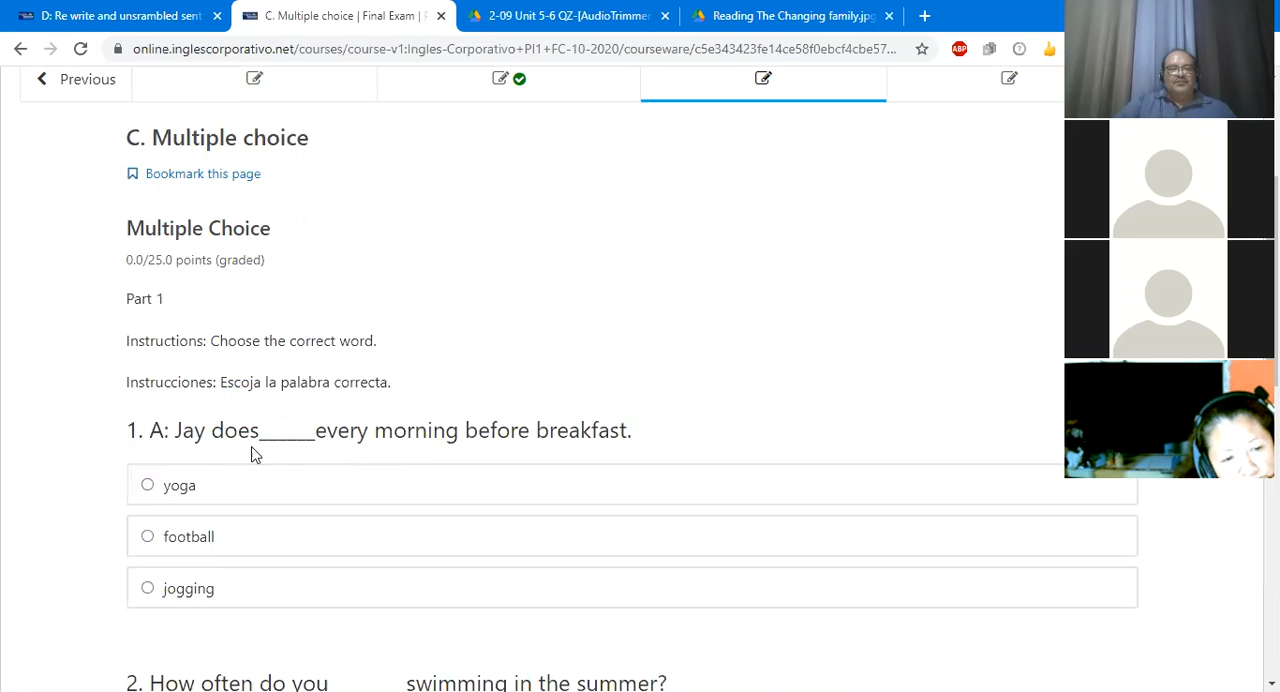 D: Re write and unsrambled sent
C. Multiple choice | Final Exam | F
2-09 Unit 5-6 QZ-[AudioTrimmer
Reading The Changing family.jpg
online.inglescorporativo.net/courses/course-v1:Ingles-Corporativo+PI1+FC-10-2020/courseware/c5e343423fe14ce58f0ebcf4cbe57...
ABP
Previous
C. Multiple choice
Bookmark this page
Multiple Choice
0.0/25.0 points (graded)
Part 1
Instructions: Choose the correct word.
Instrucciones: Escoja la palabra correcta.
1. A: Jay does______every morning before breakfast.
yoga
football
jogging
2. How often do you ______ swimming in the summer?